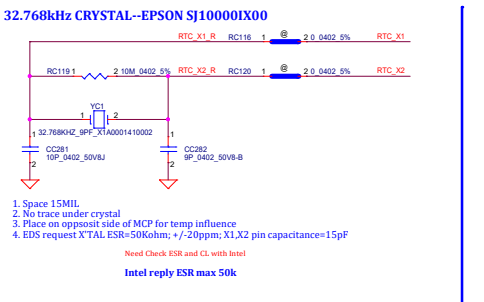 32.768kHz CRYSTAL--EPSON SJ10000IX00
RTC_X1_R RC116 1 @ 2 0_0402_5% RTC_X1
RC119 1 2 10M_0402_5% RTC_X2_R RC120 1 @ 2 0_0402_5% RTC_X2
YC1
1 2
32.768KHZ_9PF_X1A0001410002
1 1
CC281 CC282
10P_0402_50V8J 9P_0402_50V8-B
2 2
1. Space 15MIL
2. No trace under crystal
3. Place on oppsosit side of MCP for temp influence
4. EDS request X'TAL ESR=50Kohm; +/-20ppm; X1,X2 pin capacitance=15pF
Need Check ESR and CL with Intel
Intel reply ESR max 50k